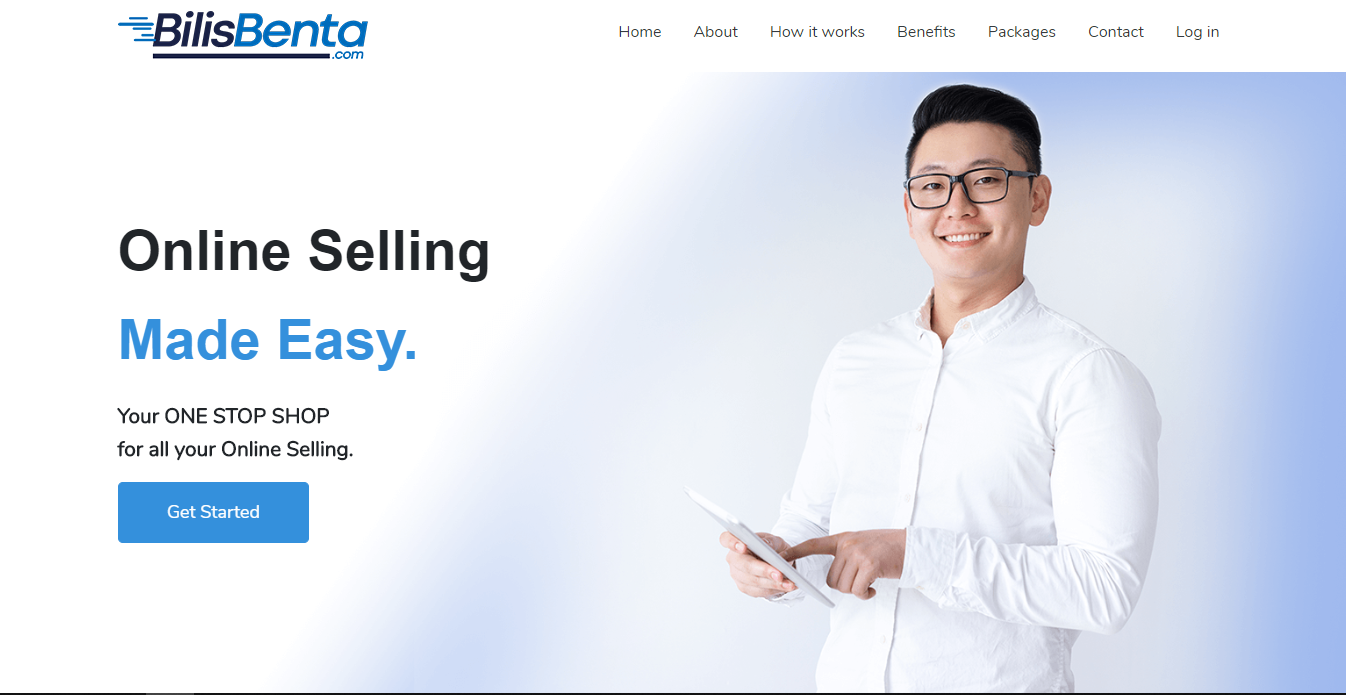 BilisBenta
.com
Home About How it works Benefits Packages Contact Log in
Online Selling
Made Easy.
Your ONE STOP SHOP
for all your Online Selling.
Get Started